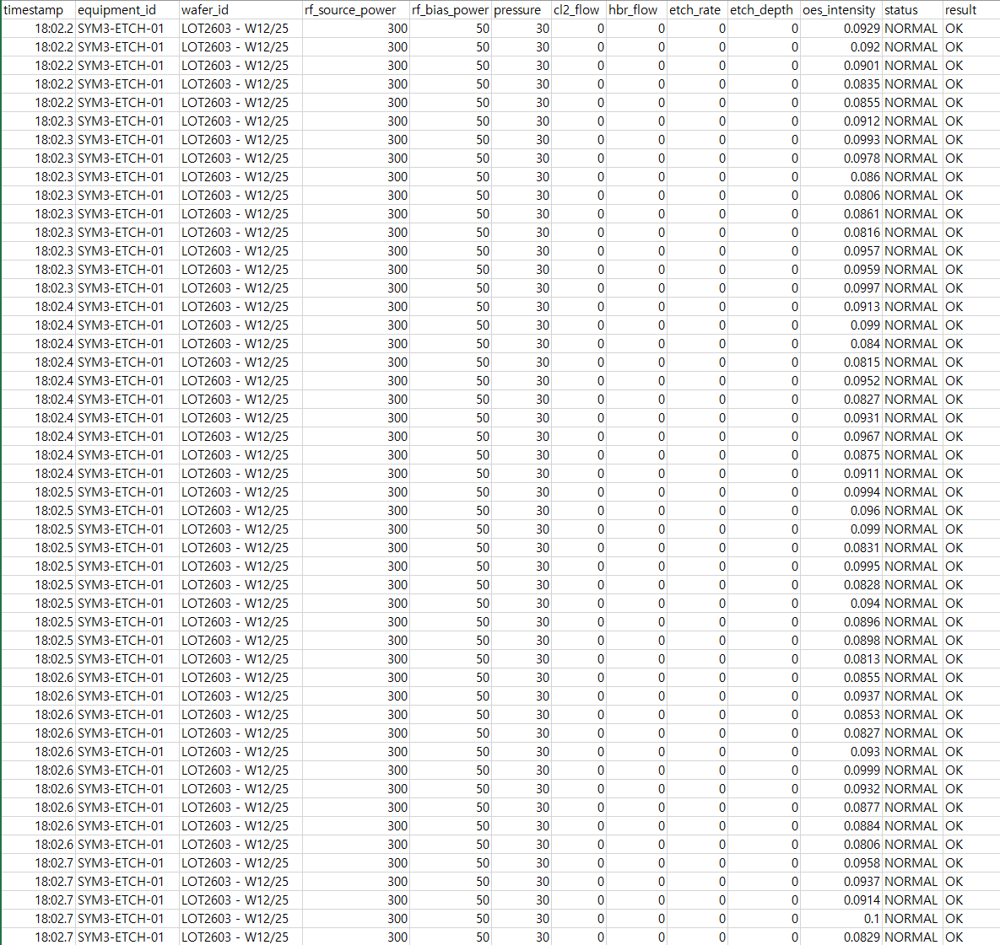 timestamp equipment_id wafer_id rf_source_power rf_bias_power pressure cl2_flow hbr_flow etch_rate etch_depth oes_intensity status result
18:02.2 SYM3-ETCH-01 LOT2603 - W12/25 300 50 30 0 0 0 0 0.0929 NORMAL OK
18:02.2 SYM3-ETCH-01 LOT2603 - W12/25 300 50 30 0 0 0 0 0.092 NORMAL OK
18:02.2 SYM3-ETCH-01 LOT2603 - W12/25 300 50 30 0 0 0 0 0.0901 NORMAL OK
18:02.2 SYM3-ETCH-01 LOT2603 - W12/25 300 50 30 0 0 0 0 0.0835 NORMAL OK
18:02.2 SYM3-ETCH-01 LOT2603 - W12/25 300 50 30 0 0 0 0 0.0855 NORMAL OK
18:02.3 SYM3-ETCH-01 LOT2603 - W12/25 300 50 30 0 0 0 0 0.0912 NORMAL OK
18:02.3 SYM3-ETCH-01 LOT2603 - W12/25 300 50 30 0 0 0 0 0.0993 NORMAL OK
18:02.3 SYM3-ETCH-01 LOT2603 - W12/25 300 50 30 0 0 0 0 0.0978 NORMAL OK
18:02.3 SYM3-ETCH-01 LOT2603 - W12/25 300 50 30 0 0 0 0 0.086 NORMAL OK
18:02.3 SYM3-ETCH-01 LOT2603 - W12/25 300 50 30 0 0 0 0 0.0806 NORMAL OK
18:02.3 SYM3-ETCH-01 LOT2603 - W12/25 300 50 30 0 0 0 0 0.0861 NORMAL OK
18:02.3 SYM3-ETCH-01 LOT2603 - W12/25 300 50 30 0 0 0 0 0.0816 NORMAL OK
18:02.3 SYM3-ETCH-01 LOT2603 - W12/25 300 50 30 0 0 0 0 0.0957 NORMAL OK
18:02.3 SYM3-ETCH-01 LOT2603 - W12/25 300 50 30 0 0 0 0 0.0959 NORMAL OK
18:02.3 SYM3-ETCH-01 LOT2603 - W12/25 300 50 30 0 0 0 0 0.0997 NORMAL OK
18:02.4 SYM3-ETCH-01 LOT2603 - W12/25 300 50 30 0 0 0 0 0.0913 NORMAL OK
18:02.4 SYM3-ETCH-01 LOT2603 - W12/25 300 50 30 0 0 0 0 0.099 NORMAL OK
18:02.4 SYM3-ETCH-01 LOT2603 - W12/25 300 50 30 0 0 0 0 0.084 NORMAL OK
18:02.4 SYM3-ETCH-01 LOT2603 - W12/25 300 50 30 0 0 0 0 0.0815 NORMAL OK
18:02.4 SYM3-ETCH-01 LOT2603 - W12/25 300 50 30 0 0 0 0 0.0952 NORMAL OK
18:02.4 SYM3-ETCH-01 LOT2603 - W12/25 300 50 30 0 0 0 0 0.0827 NORMAL OK
18:02.4 SYM3-ETCH-01 LOT2603 - W12/25 300 50 30 0 0 0 0 0.0931 NORMAL OK
18:02.4 SYM3-ETCH-01 LOT2603 - W12/25 300 50 30 0 0 0 0 0.0967 NORMAL OK
18:02.4 SYM3-ETCH-01 LOT2603 - W12/25 300 50 30 0 0 0 0 0.0875 NORMAL OK
18:02.4 SYM3-ETCH-01 LOT2603 - W12/25 300 50 30 0 0 0 0 0.0911 NORMAL OK
18:02.5 SYM3-ETCH-01 LOT2603 - W12/25 300 50 30 0 0 0 0 0.0994 NORMAL OK
18:02.5 SYM3-ETCH-01 LOT2603 - W12/25 300 50 30 0 0 0 0 0.096 NORMAL OK
18:02.5 SYM3-ETCH-01 LOT2603 - W12/25 300 50 30 0 0 0 0 0.099 NORMAL OK
18:02.5 SYM3-ETCH-01 LOT2603 - W12/25 300 50 30 0 0 0 0 0.0831 NORMAL OK
18:02.5 SYM3-ETCH-01 LOT2603 - W12/25 300 50 30 0 0 0 0 0.0995 NORMAL OK
18:02.5 SYM3-ETCH-01 LOT2603 - W12/25 300 50 30 0 0 0 0 0.0828 NORMAL OK
18:02.5 SYM3-ETCH-01 LOT2603 - W12/25 300 50 30 0 0 0 0 0.094 NORMAL OK
18:02.5 SYM3-ETCH-01 LOT2603 - W12/25 300 50 30 0 0 0 0 0.0896 NORMAL OK
18:02.5 SYM3-ETCH-01 LOT2603 - W12/25 300 50 30 0 0 0 0 0.0898 NORMAL OK
18:02.5 SYM3-ETCH-01 LOT2603 - W12/25 300 50 30 0 0 0 0 0.0813 NORMAL OK
18:02.6 SYM3-ETCH-01 LOT2603 - W12/25 300 50 30 0 0 0 0 0.0855 NORMAL OK
18:02.6 SYM3-ETCH-01 LOT2603 - W12/25 300 50 30 0 0 0 0 0.0937 NORMAL OK
18:02.6 SYM3-ETCH-01 LOT2603 - W12/25 300 50 30 0 0 0 0 0.0853 NORMAL OK
18:02.6 SYM3-ETCH-01 LOT2603 - W12/25 300 50 30 0 0 0 0 0.0827 NORMAL OK
18:02.6 SYM3-ETCH-01 LOT2603 - W12/25 300 50 30 0 0 0 0 0.093 NORMAL OK
18:02.6 SYM3-ETCH-01 LOT2603 - W12/25 300 50 30 0 0 0 0 0.0999 NORMAL OK
18:02.6 SYM3-ETCH-01 LOT2603 - W12/25 300 50 30 0 0 0 0 0.0932 NORMAL OK
18:02.6 SYM3-ETCH-01 LOT2603 - W12/25 300 50 30 0 0 0 0 0.0877 NORMAL OK
18:02.6 SYM3-ETCH-01 LOT2603 - W12/25 300 50 30 0 0 0 0 0.0884 NORMAL OK
18:02.6 SYM3-ETCH-01 LOT2603 - W12/25 300 50 30 0 0 0 0 0.0806 NORMAL OK
18:02.7 SYM3-ETCH-01 LOT2603 - W12/25 300 50 30 0 0 0 0 0.0958 NORMAL OK
18:02.7 SYM3-ETCH-01 LOT2603 - W12/25 300 50 30 0 0 0 0 0.0937 NORMAL OK
18:02.7 SYM3-ETCH-01 LOT2603 - W12/25 300 50 30 0 0 0 0 0.0914 NORMAL OK
18:02.7 SYM3-ETCH-01 LOT2603 - W12/25 300 50 30 0 0 0 0 0.1 NORMAL OK
18:02.7 SYM3-ETCH-01 LOT2603 - W12/25 300 50 30 0 0 0 0 0.0829 NORMAL OK